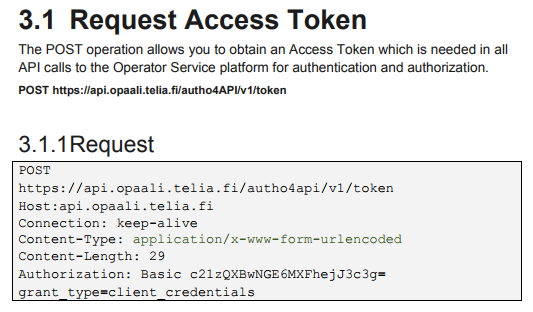 3.1 Request Access Token
The POST operation allows you to obtain an Access Token which is needed in all
API calls to the Operator Service platform for authentication and authorization.
POST https://api.opaali.telia.fi/autho4API/v1/token
3.1.1Request
POST
https://api.opaali.telia.fi/autho4api/v1/token
Host:api.opaali.telia.fi
Connection: keep-alive
Content-Type: application/x-www-form-urlencoded
Content-Length: 29
Authorization: Basic c21zQXBwNGE6MXFhejJ3c3g=
grant_type=client_credentials